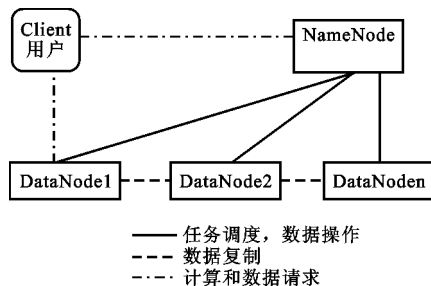 Client
用户
NameNode
DataNode1
DataNode2
DataNoden
任务调度，数据操作
数据复制
计算和数据请求